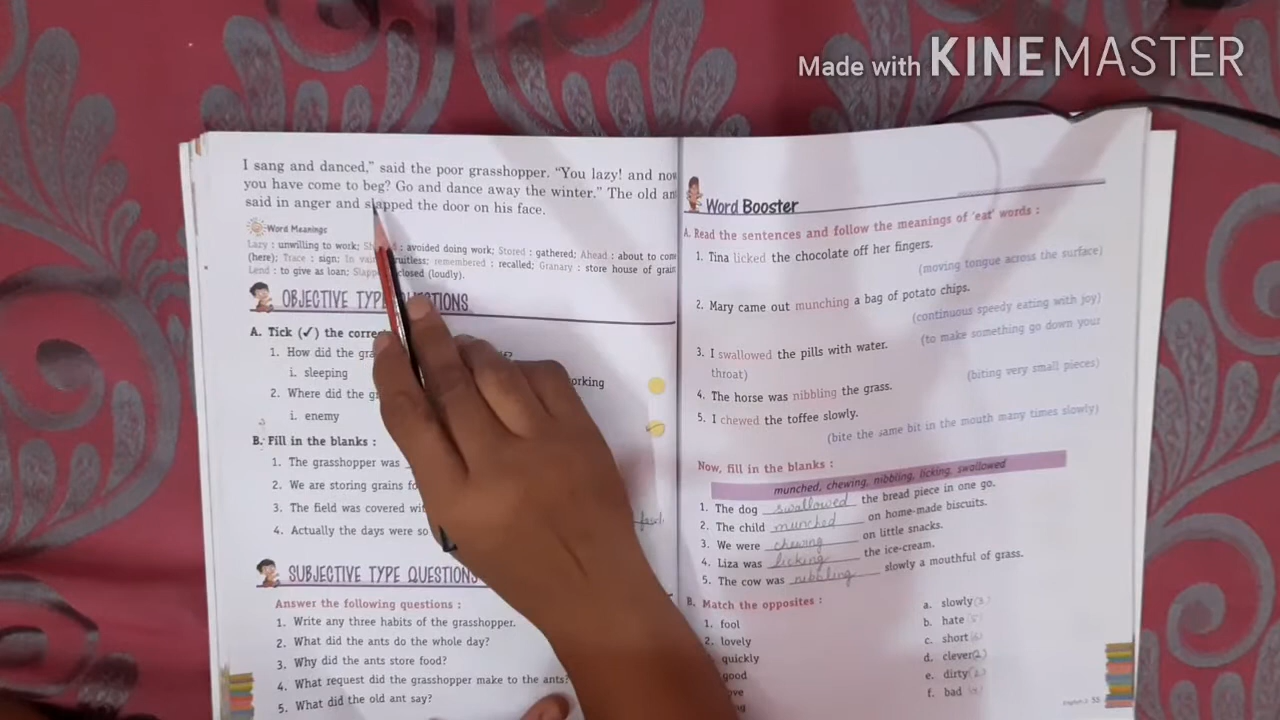 Made with KINEMASTER
I sang and danced," said the poor grasshopper. "You lazy! and now
you have come to beg? Go and dance away the winter." The old an
said in anger and slapped the door on his face.
Word Meanings
Lazy : unwilling to work; : avoided doing work; Stored : gathered; Ahead : about to com
(here); Trace : sign; In vain : fruitless; remembered : recalled; Granary : store house of grain
Lend : to give as loan; Slapped : closed (loudly).
OBJECTIVE TYPE QUESTIONS
A. Tick (✓) the correct
1. How did the
i. sleeping
orking
2. Where did the
i. enemy
B. Fill in the blanks :
1. The grasshopper was
2. We are storing grains
3. The field was covered
4. Actually the days were so
SUBJECTIVE TYPE QUESTIONS
Answer the following questions :
1. Write any three habits of the grasshopper.
2. What did the ants do the whole day?
3. Why did the ants store food?
4. What request did the grasshopper make to the ants?
5. What did the old ant say?
Word Booster
A. Read the sentences and follow the meanings of 'eat' words :
1. Tina licked the chocolate off her fingers.
(moving tongue across the surface)
2. Mary came out munching a bag of potato chips.
(continuous speedy eating with joy)
3. I swallowed the pills with water.
(to make something go down your
throat)
4. The horse was nibbling the grass.
(biting very small pieces)
5. I chewed the toffee slowly.
(bite the same bit in the mouth many times slowly)
Now, fill in the blanks :
munched, chewing, nibbling, licking, swallowed
1. The dog swallowed the bread piece in one go.
2. The child munched on home-made biscuits.
3. We were chewing on little snacks.
4. Liza was licking the ice-cream.
5. The cow was nibbling slowly a mouthful of grass.
B. Match the opposites :
1. fool a. slowly
2. lovely b. hate
quickly c. short
good d. clever
ove e. dirty
ng f. bad
English-2 55